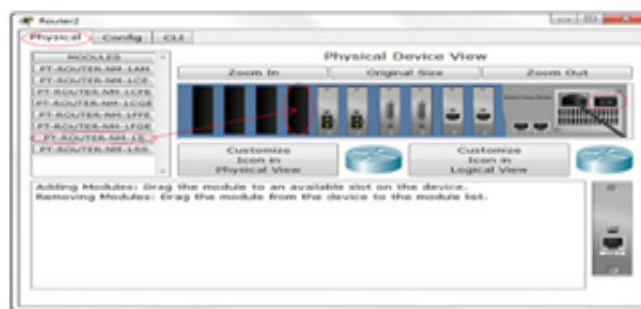 Router2
Physical Config CLI
MODULES
Physical Device View
PT-ROUTER-NM-1AM
Zoom In Original Size Zoom Out
PT-ROUTER-NM-1CE
PT-ROUTER-NM-1CFE
PT-ROUTER-NM-1CGE
PT-ROUTER-NM-1FFE
PT-ROUTER-NM-1FGE
PT-ROUTER-NM-1S
PT-ROUTER-NM-1SS
Customize Icon in Physical View
Customize Icon in Logical View
Adding Modules: Drag the module to an available slot on the device.
Removing Modules: Drag the module from the device to the module list.